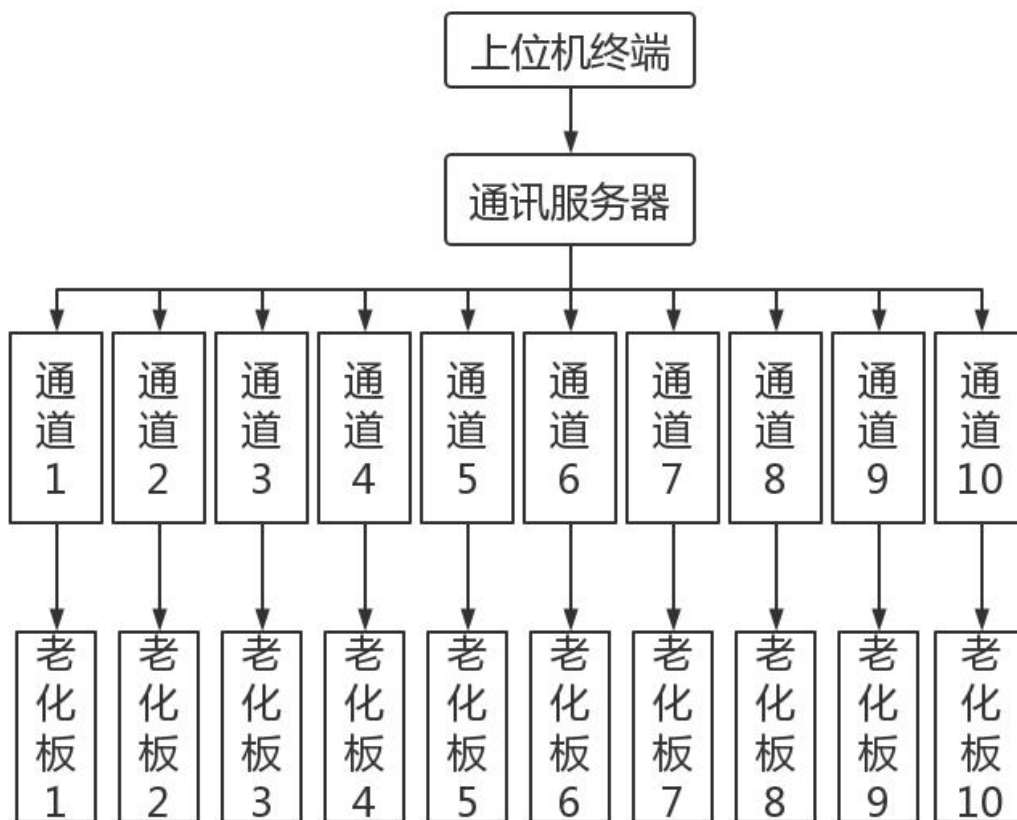 上位机终端
通讯服务器
通道1
通道2
通道3
通道4
通道5
通道6
通道7
通道8
通道9
通道10
老化板1
老化板2
老化板3
老化板4
老化板5
老化板6
老化板7
老化板8
老化板9
老化板10